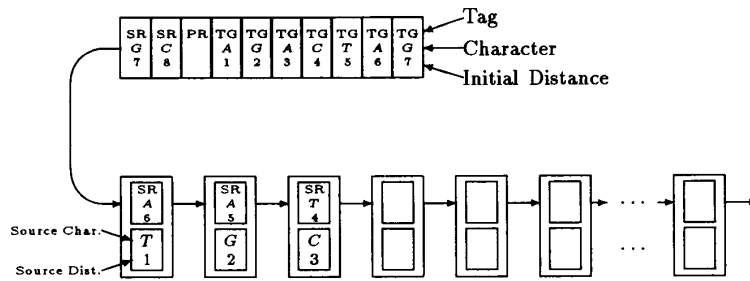 SR SR PR TG TG TG TG TG TG TG Tag
G C A G A C T A G Character
7 8 1 2 3 4 5 6 7 Initial Distance
SR SR SR
A A T
6 5 4 · · ·
Source Char. T G C
Source Dist. 1 2 3 · · ·